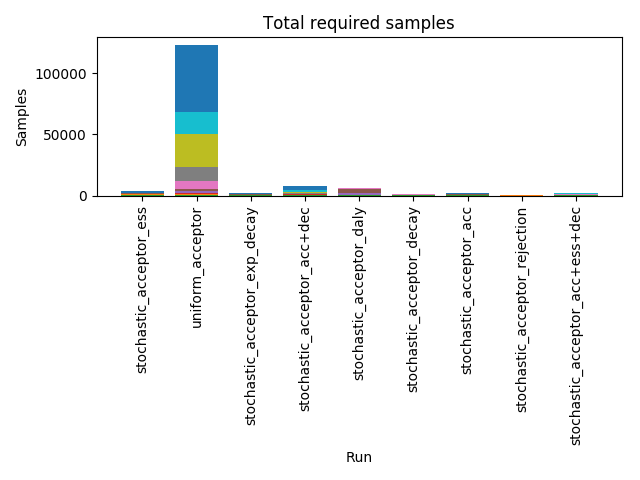 Total required samples
Samples
100000
50000
0
stochastic_acceptor_ess
uniform_acceptor
stochastic_acceptor_exp_decay
stochastic_acceptor_acc+dec
stochastic_acceptor_daly
stochastic_acceptor_decay
stochastic_acceptor_acc
stochastic_acceptor_rejection
stochastic_acceptor_acc+ess+dec
Run